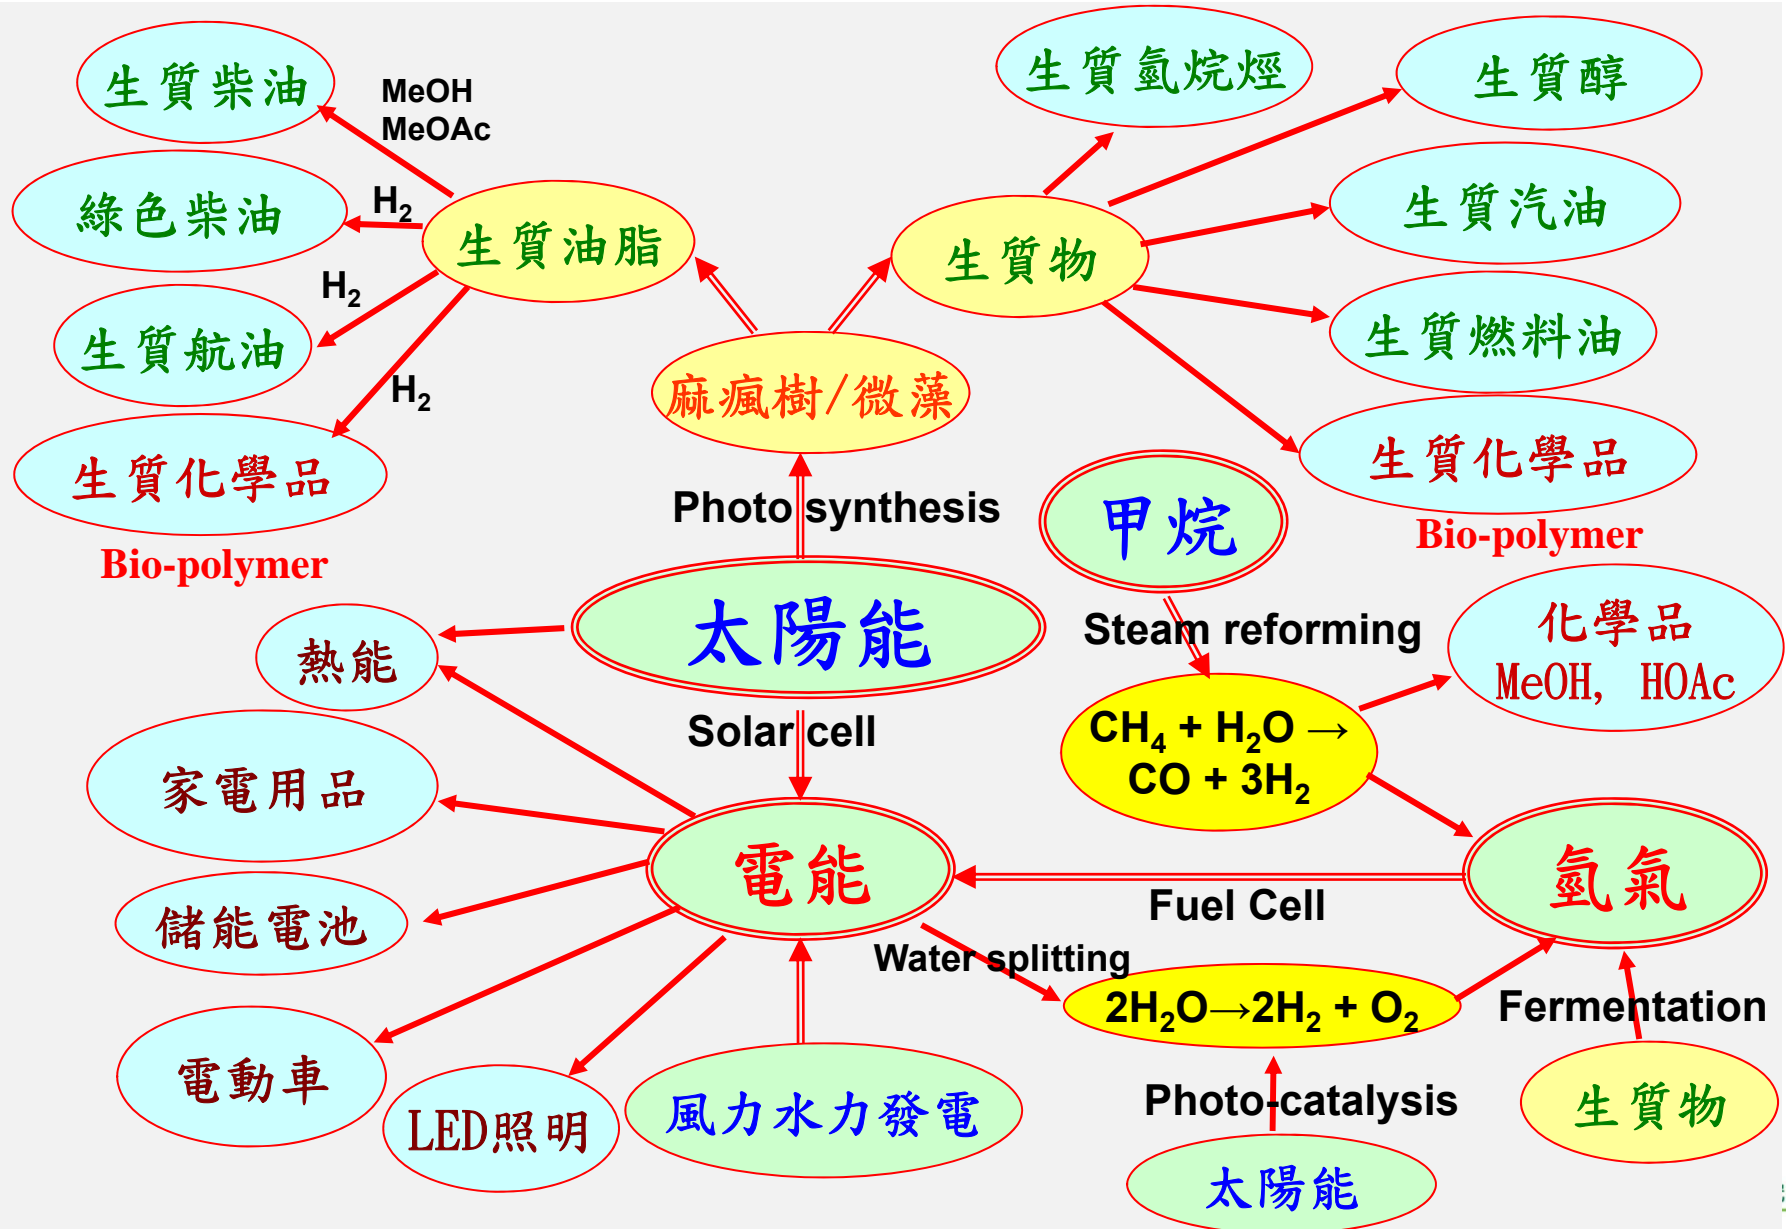 生質柴油
MeOH
MeOAc
生質氫烷烴
生質醇
綠色柴油
H₂
生質油脂
生質物
生質汽油
H₂
生質航油
生質燃料油
麻瘋樹/微藻
H₂
生質化學品
Bio-polymer
生質化學品
Bio-polymer
Photo synthesis
甲烷
太陽能
Steam reforming
化學品
MeOH, HOAc
熱能
Solar cell
CH₄ + H₂O →
CO + 3H₂
家電用品
電能
氫氣
Fuel Cell
儲能電池
Water splitting
2H₂O→2H₂ + O₂
Fermentation
電動車
LED照明
風力水力發電
Photo-catalysis
生質物
太陽能